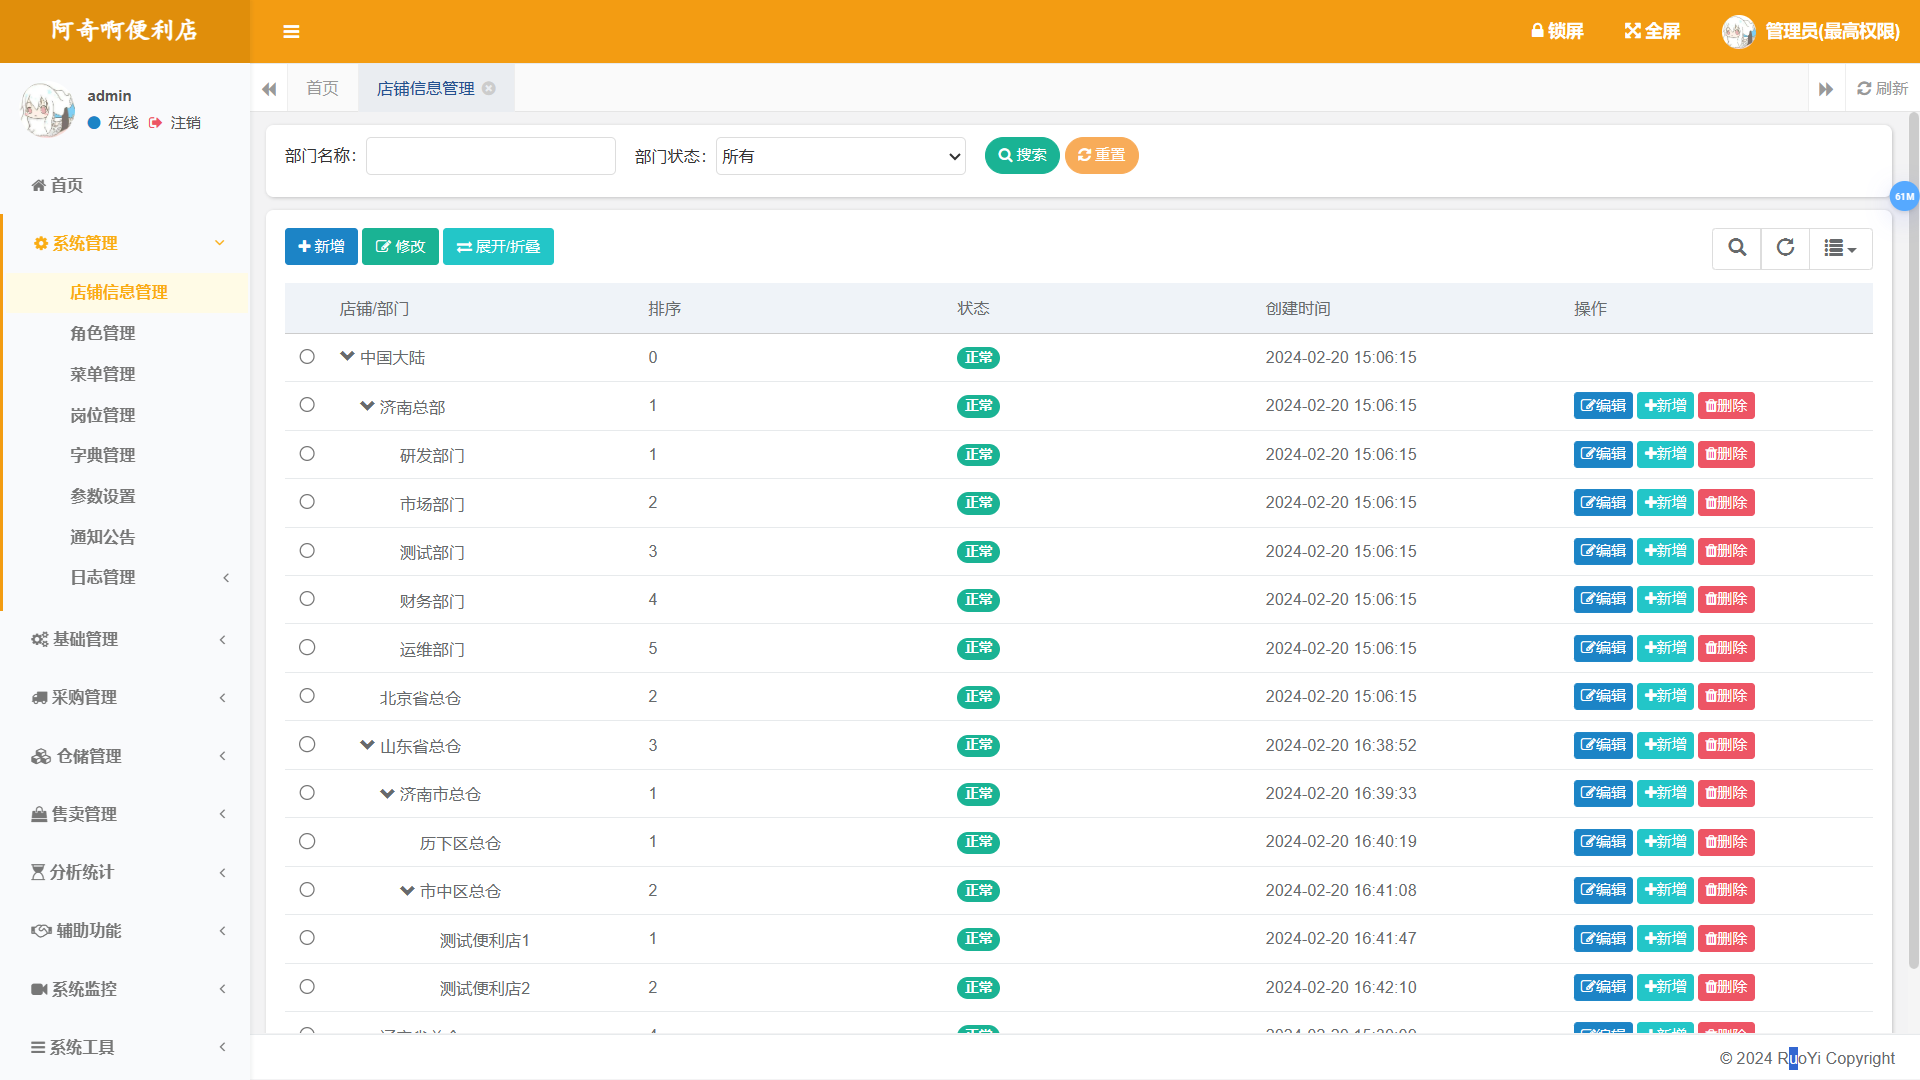 阿奇啊便利店
锁屏 全屏 管理员(最高权限)
admin
在线 注销
首页 店铺信息管理 刷新
部门名称： 部门状态： 所有 搜索 重置
61M
首页
系统管理
店铺信息管理
角色管理
菜单管理
岗位管理
字典管理
参数设置
通知公告
日志管理
基础管理
采购管理
仓储管理
售卖管理
分析统计
辅助功能
系统监控
系统工具
新增 修改 展开/折叠
店铺/部门 排序 状态 创建时间 操作
中国大陆 0 正常 2024-02-20 15:06:15
济南总部 1 正常 2024-02-20 15:06:15 编辑 新增 删除
研发部门 1 正常 2024-02-20 15:06:15 编辑 新增 删除
市场部门 2 正常 2024-02-20 15:06:15 编辑 新增 删除
测试部门 3 正常 2024-02-20 15:06:15 编辑 新增 删除
财务部门 4 正常 2024-02-20 15:06:15 编辑 新增 删除
运维部门 5 正常 2024-02-20 15:06:15 编辑 新增 删除
北京省总仓 2 正常 2024-02-20 15:06:15 编辑 新增 删除
山东省总仓 3 正常 2024-02-20 16:38:52 编辑 新增 删除
济南市总仓 1 正常 2024-02-20 16:39:33 编辑 新增 删除
历下区总仓 1 正常 2024-02-20 16:40:19 编辑 新增 删除
市中区总仓 2 正常 2024-02-20 16:41:08 编辑 新增 删除
测试便利店1 1 正常 2024-02-20 16:41:47 编辑 新增 删除
测试便利店2 2 正常 2024-02-20 16:42:10 编辑 新增 删除
© 2024 RuoYi Copyright